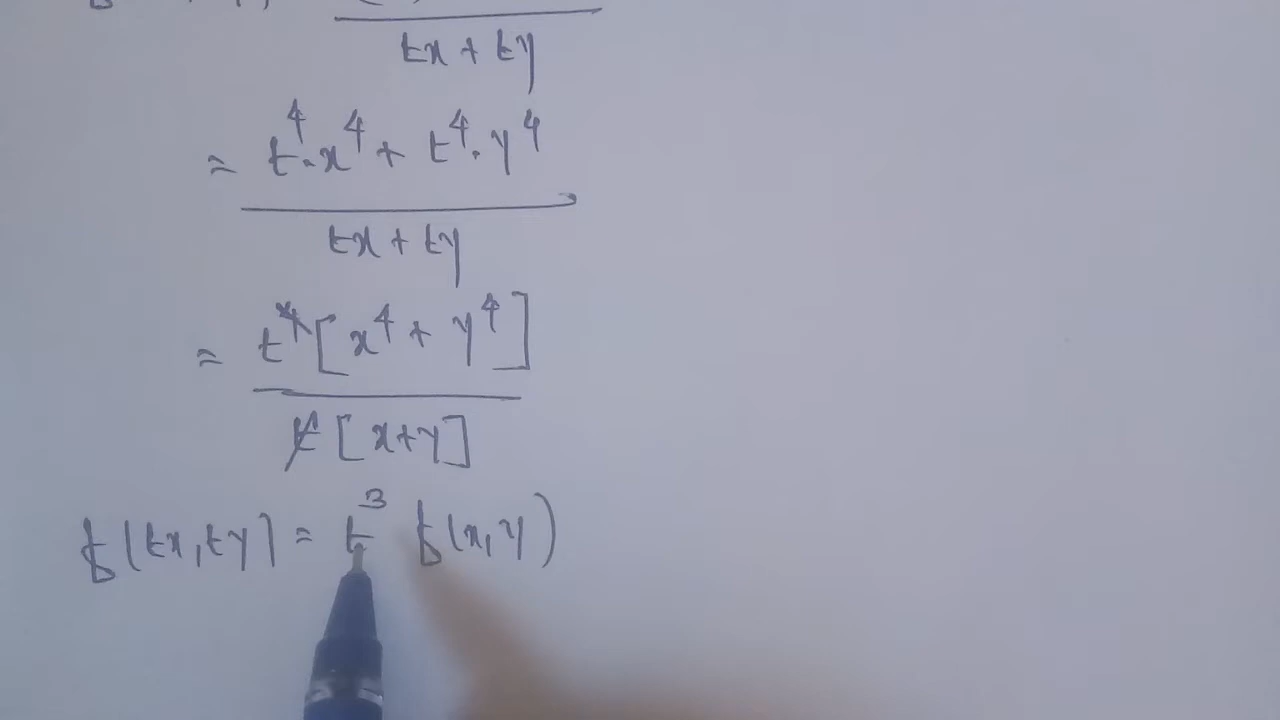 tx + ty
= t⁴·x⁴ + t⁴·y⁴
tx + ty
= t⁴[x⁴ + y⁴]
t[x+y]
f(tx,ty) = t³ f(x,y)